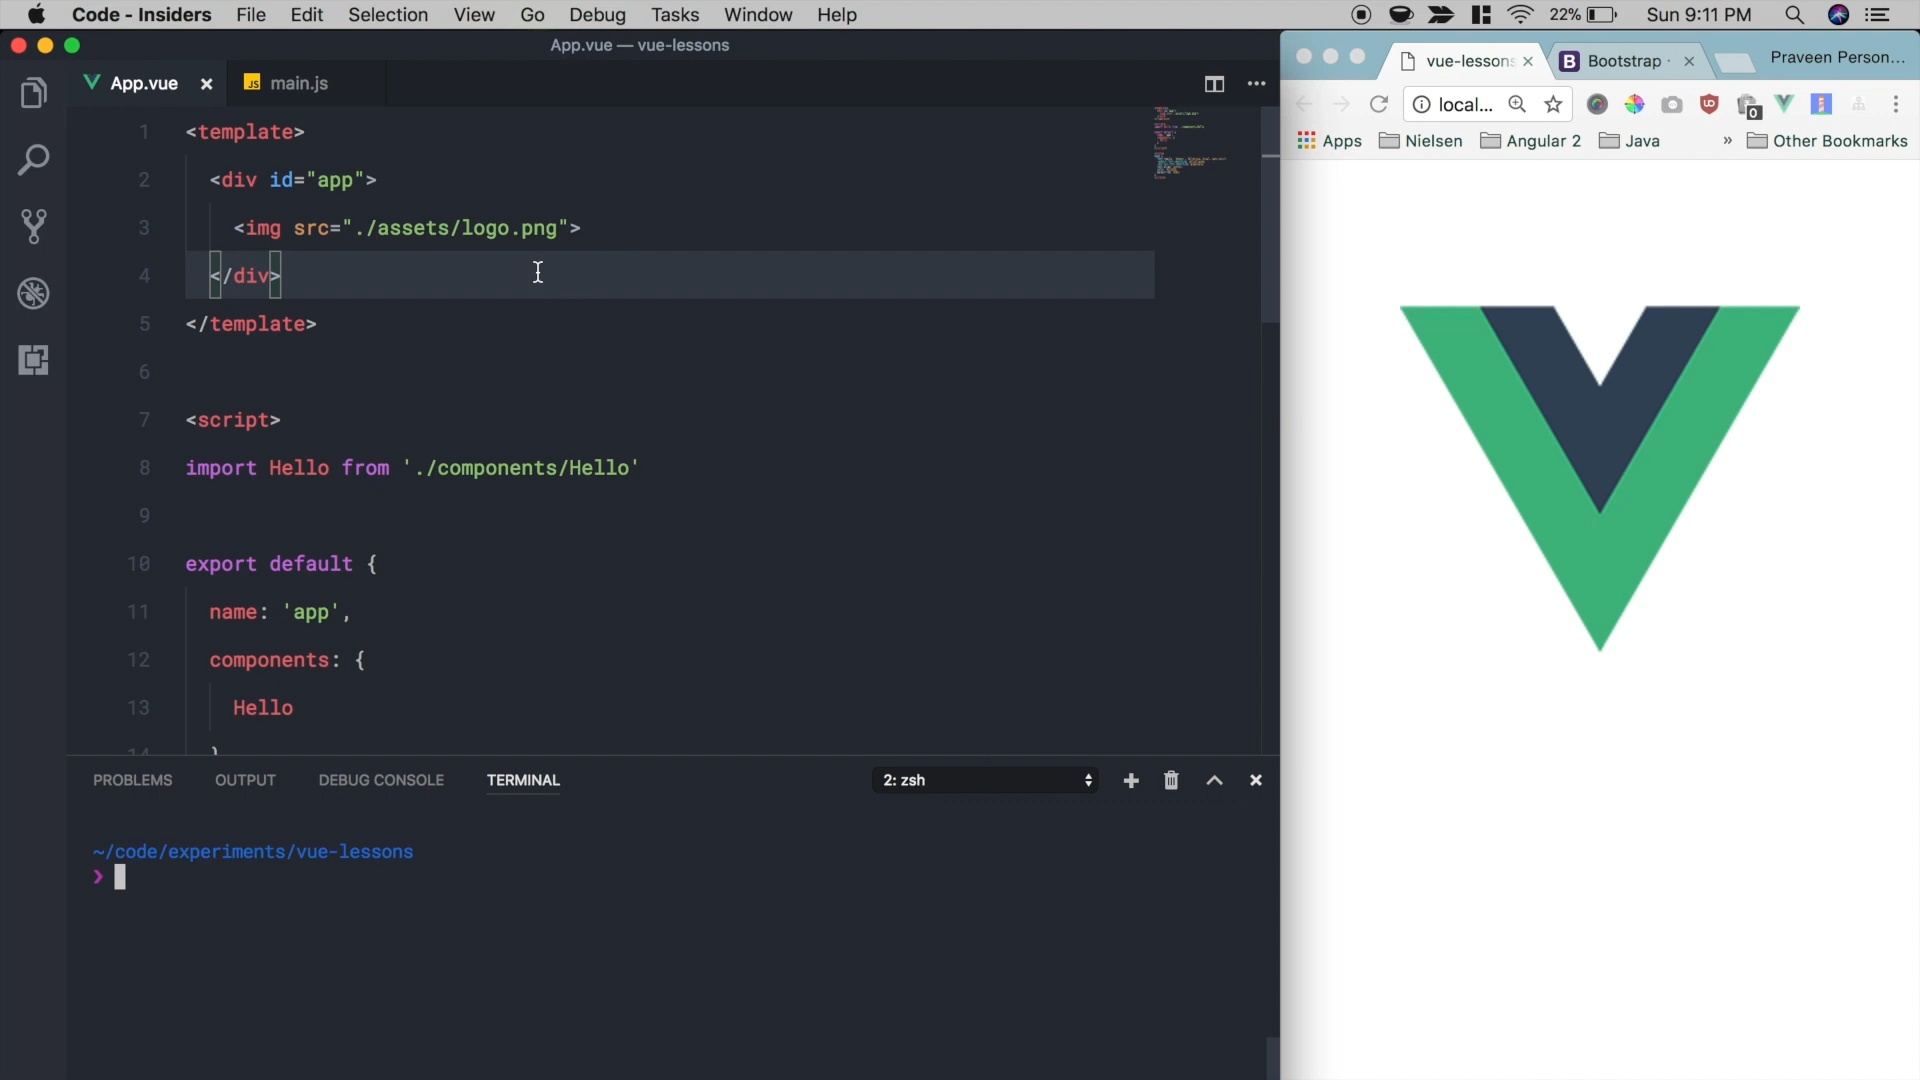 Code - Insiders File Edit Selection View Go Debug Tasks Window Help 22% Sun 9:11 PM
App.vue — vue-lessons
App.vue
JS main.js
1 <template>
2 <div id="app">
3 <img src="./assets/logo.png">
4 </div>
5 </template>
6
7 <script>
8 import Hello from './components/Hello'
9
10 export default {
11 name: 'app',
12 components: {
13 Hello
14 }
PROBLEMS OUTPUT DEBUG CONSOLE TERMINAL 2: zsh
~/code/experiments/vue-lessons
❯
vue-lessons B Bootstrap · Praveen Person...
local... 0
Apps Nielsen Angular 2 Java » Other Bookmarks